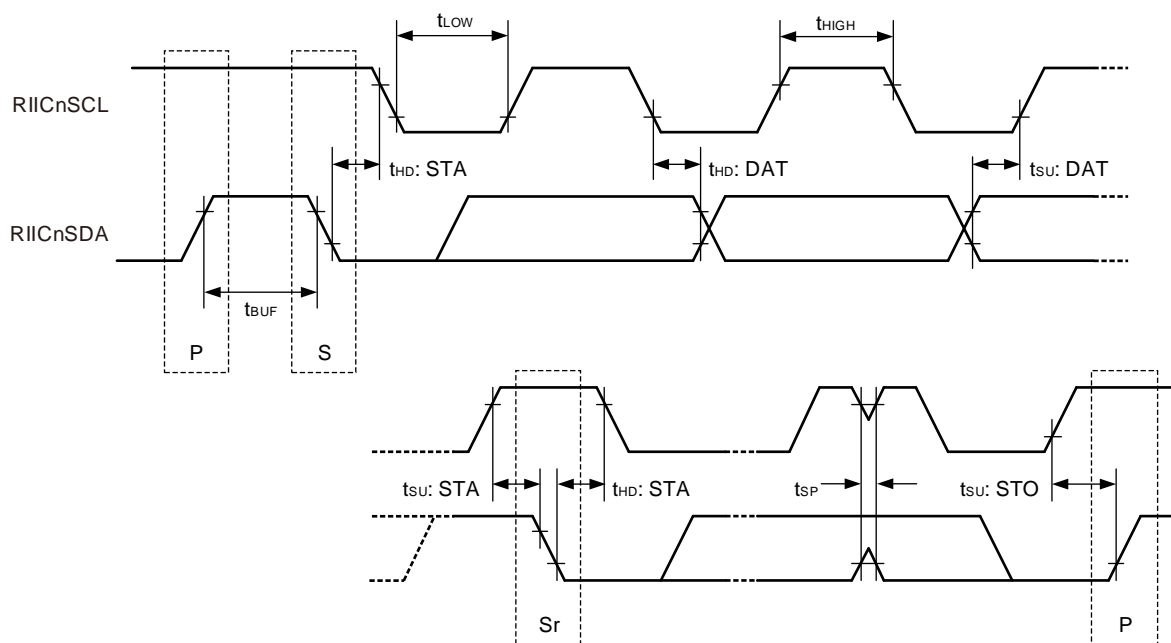 tLOW
tHIGH
RIICnSCL
tHD: STA
tHD: DAT
tSU: DAT
RIICnSDA
tBUF
P
S
tSU: STA
tHD: STA
tSP
tSU: STO
Sr
P